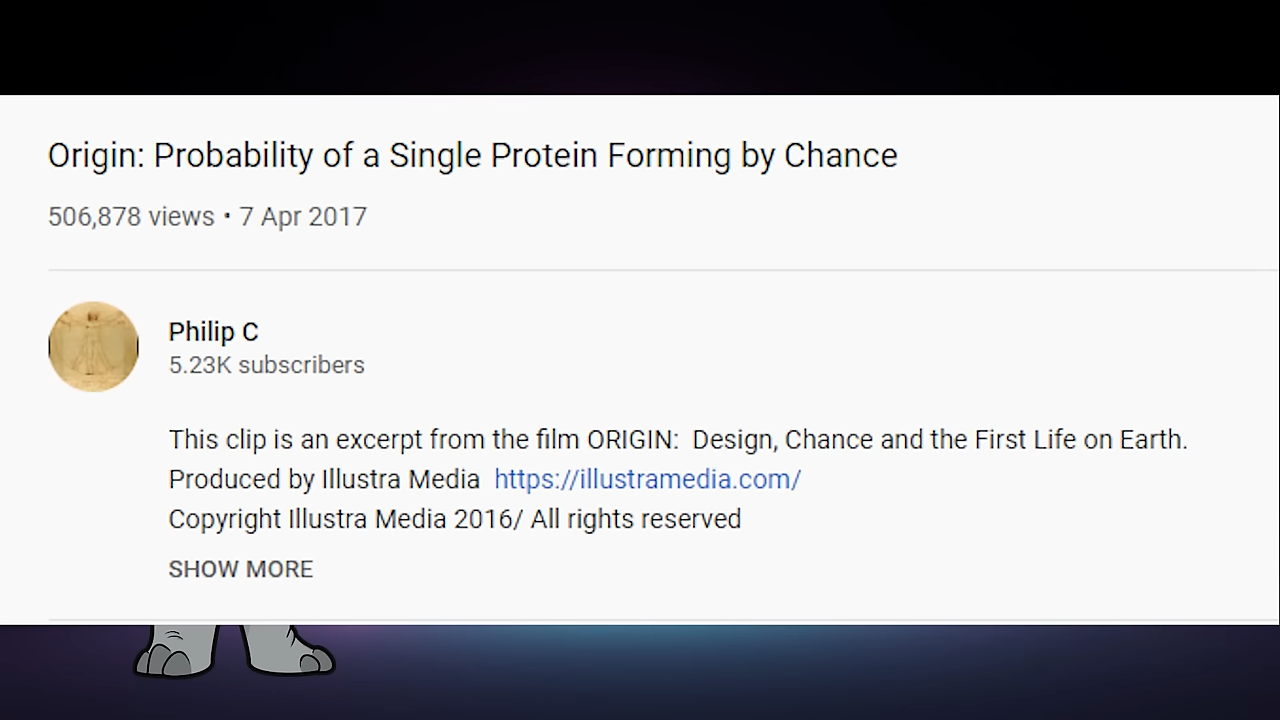 Origin: Probability of a Single Protein Forming by Chance
506,878 views • 7 Apr 2017
Philip C
5.23K subscribers
This clip is an excerpt from the film ORIGIN:  Design, Chance and the First Life on Earth.
Produced by Illustra Media  https://illustramedia.com/
Copyright Illustra Media 2016/ All rights reserved
SHOW MORE